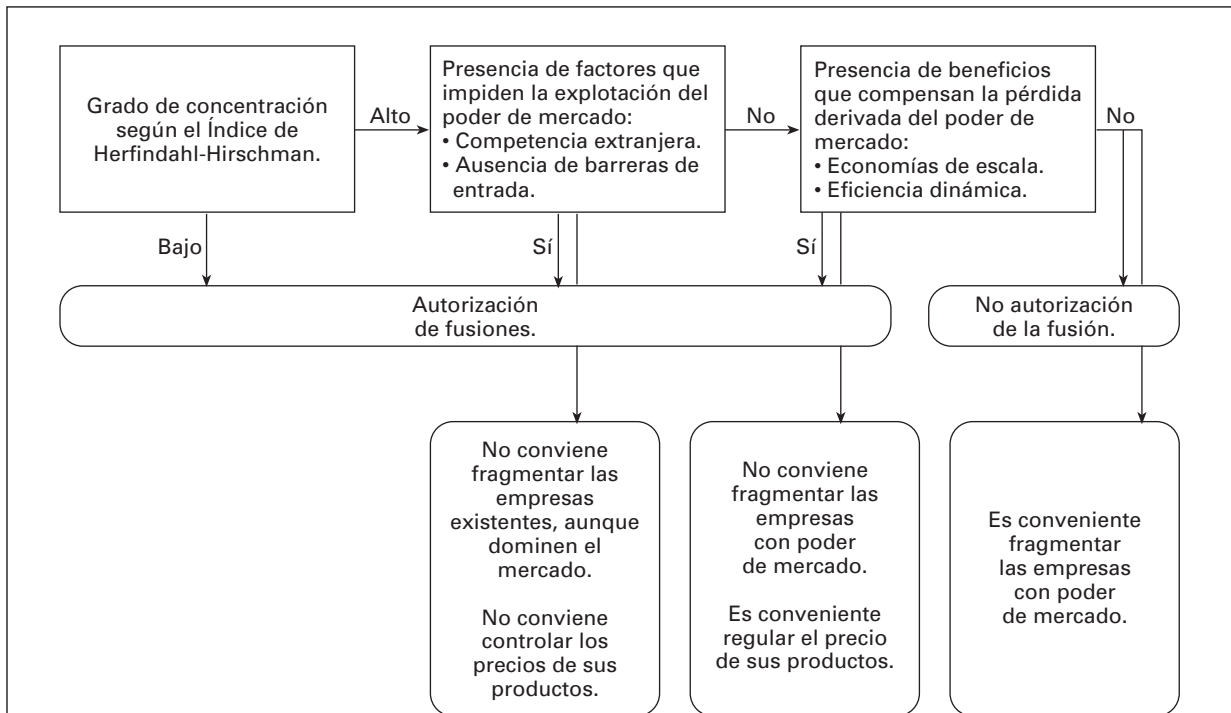 Grado de concentración
según el Índice de
Herfindahl-Hirschman.
Alto
Presencia de factores que
impiden la explotación del
poder de mercado:
• Competencia extranjera.
• Ausencia de barreras de
entrada.
No
Presencia de beneficios
que compensan la pérdida
derivada del poder de
mercado:
• Economías de escala.
• Eficiencia dinámica.
No
Bajo
Sí
Sí
Autorización
de fusiones.
No autorización
de la fusión.
No conviene
fragmentar las
empresas
existentes, aunque
dominen el
mercado.
No conviene
controlar los
precios de sus
productos.
No conviene
fragmentar las
empresas
con poder
de mercado.
Es conveniente
regular el precio
de sus productos.
Es conveniente
fragmentar
las empresas
con poder
de mercado.